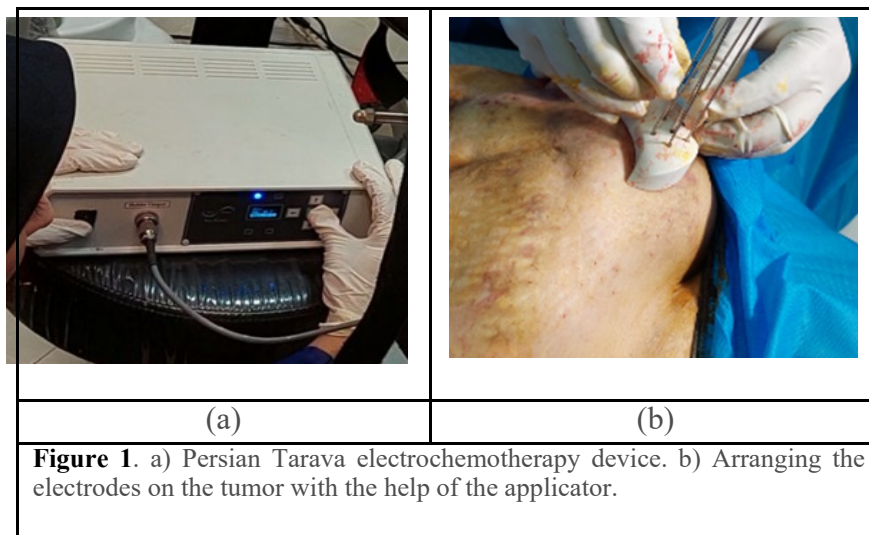 (a)
(b)
Figure 1. a) Persian Tarava electrochemotherapy device. b) Arranging the
electrodes on the tumor with the help of the applicator.